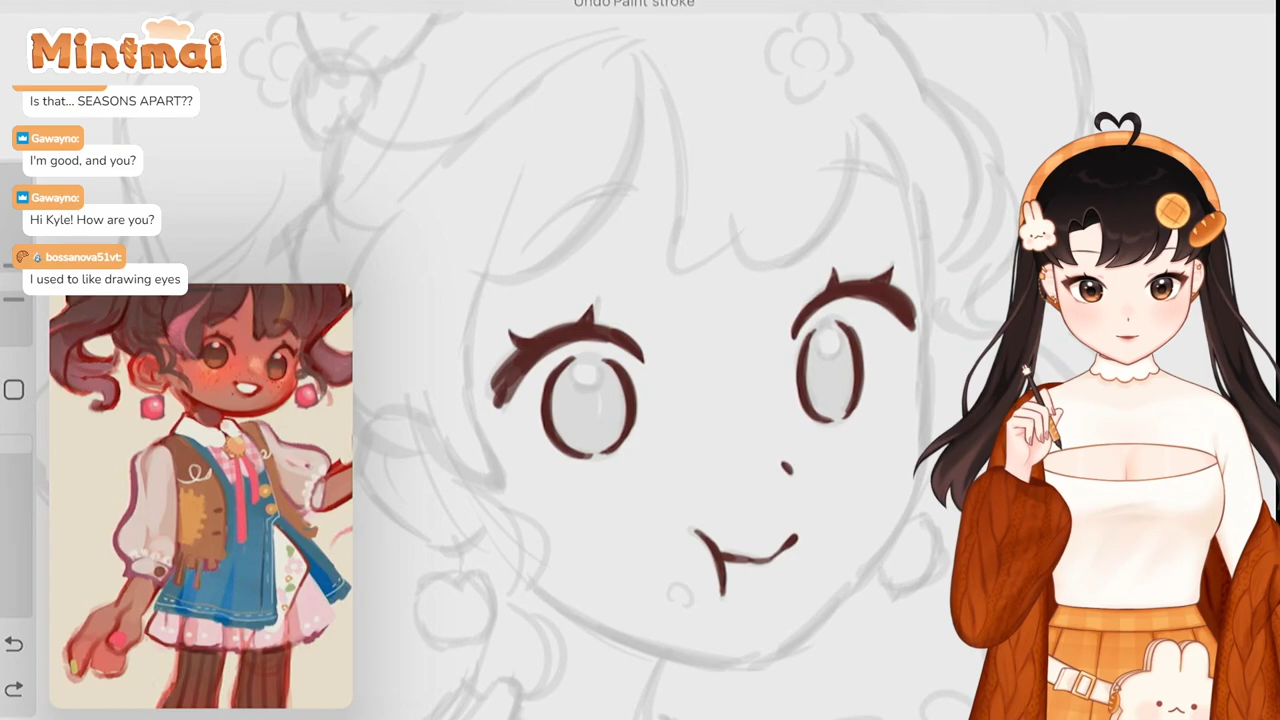 Undo Paint stroke
Mintmai
Is that... SEASONS APART??
Gawayno:
I'm good, and you?
Gawayno:
Hi Kyle! How are you?
bossanova51vt:
I used to like drawing eyes